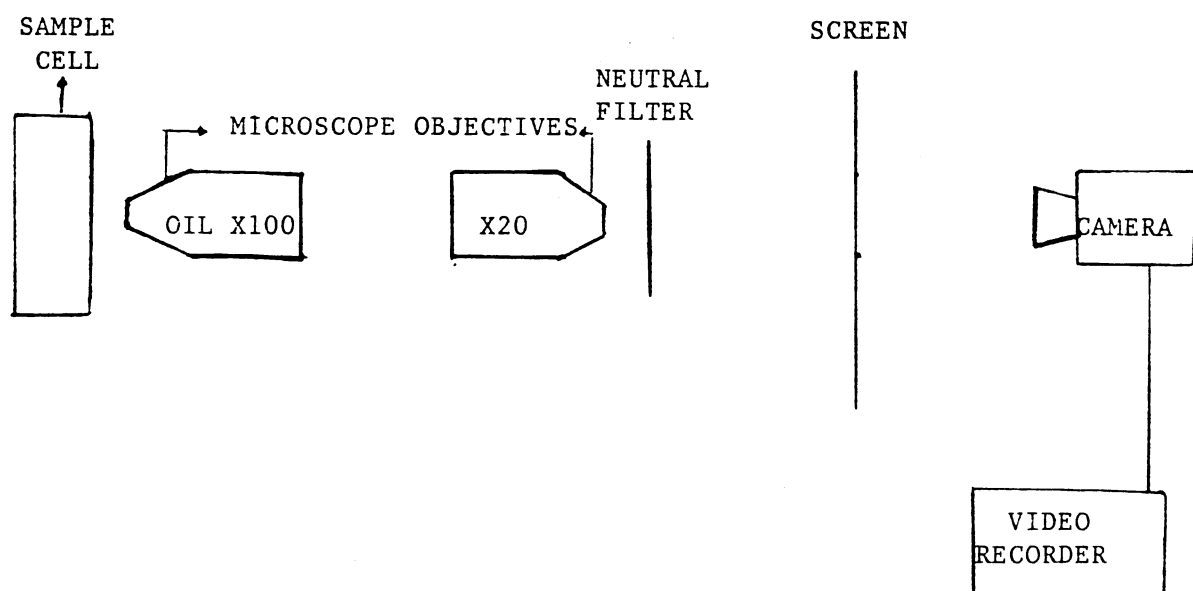 SAMPLE
CELL
SCREEN
NEUTRAL
FILTER
MICROSCOPE OBJECTIVES
OIL X100
X20
CAMERA
VIDEO
RECORDER